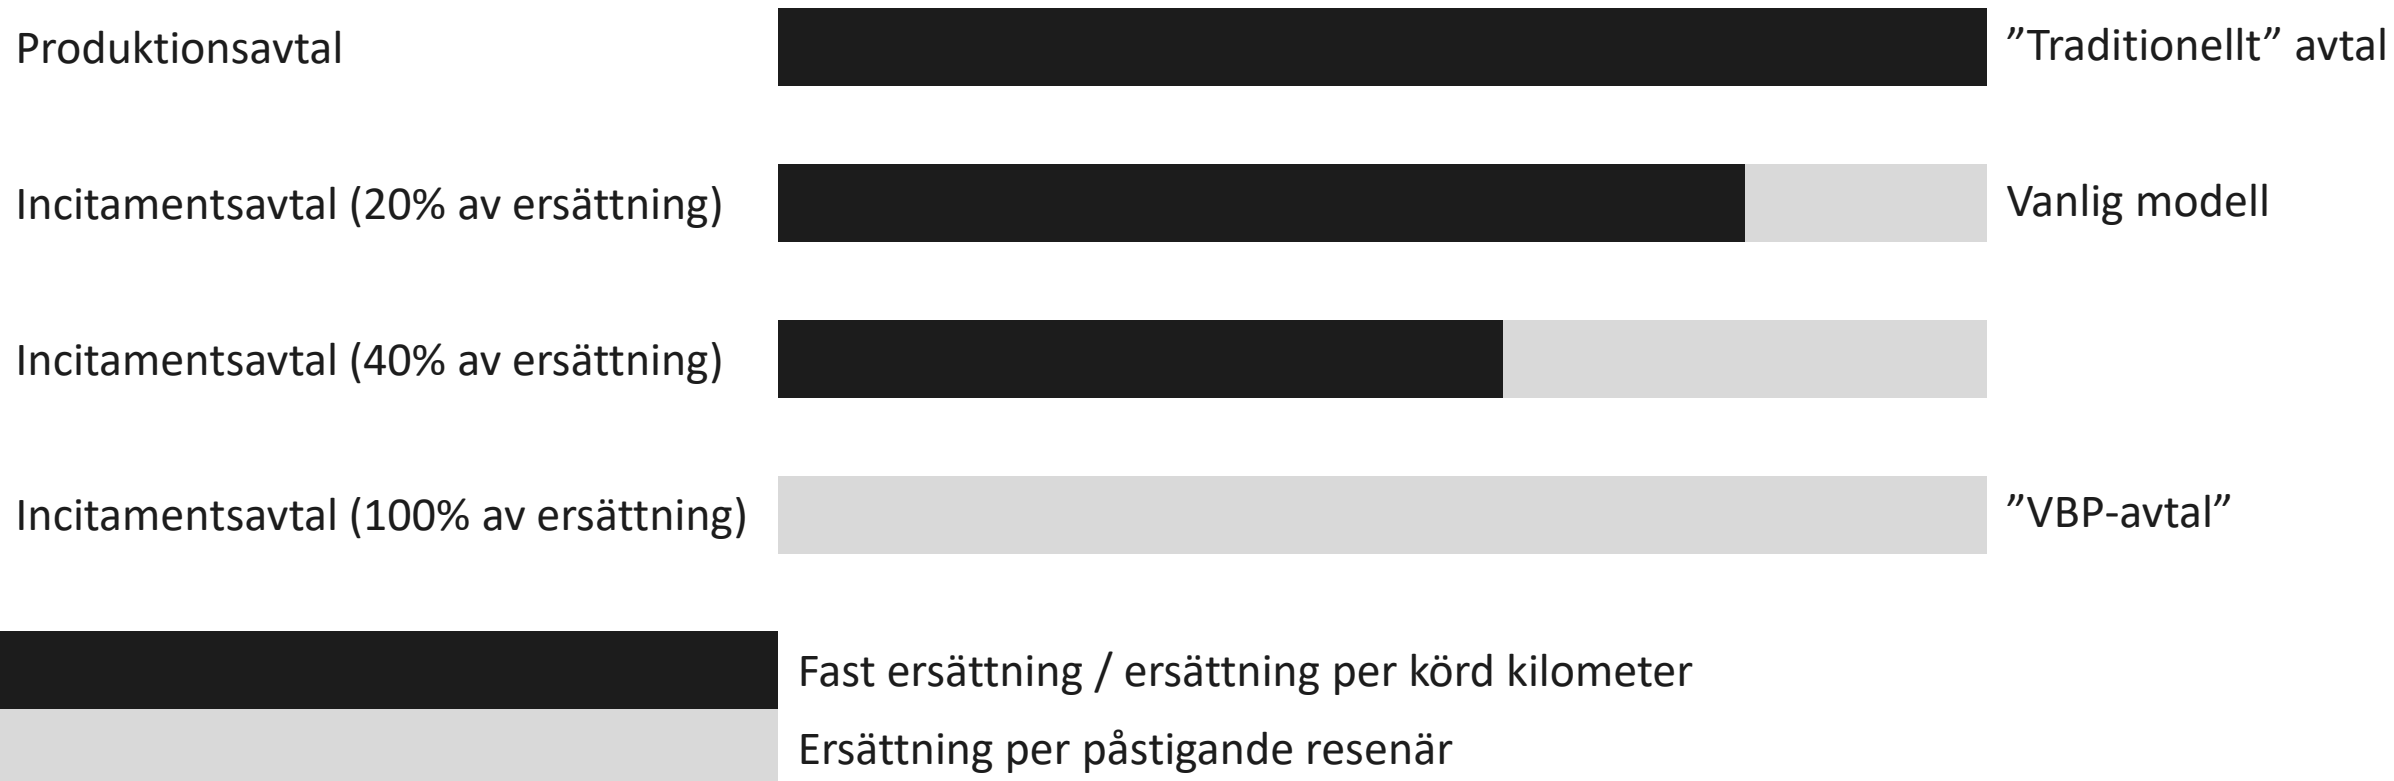 Produktionsavtal
”Traditionellt” avtal
Incitamentsavtal (20% av ersättning)
Vanlig modell
Incitamentsavtal (40% av ersättning)
Incitamentsavtal (100% av ersättning)
”VBP-avtal”
Fast ersättning / ersättning per körd kilometer
Ersättning per påstigande resenär